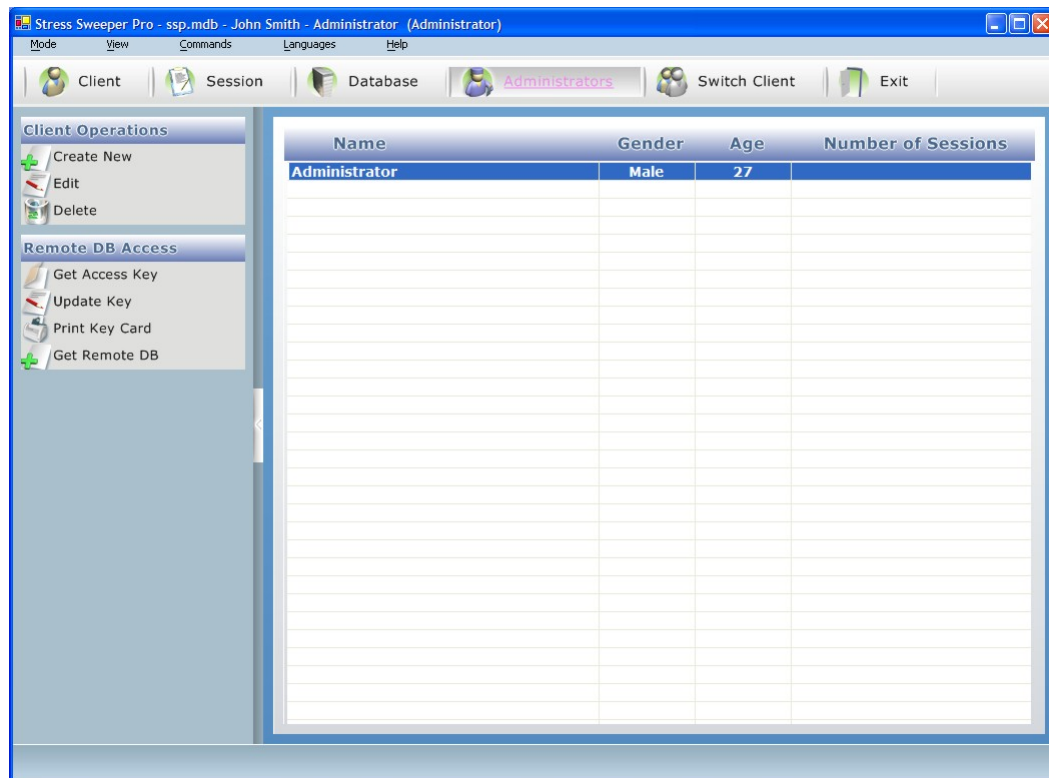 Stress Sweeper Pro - ssp.mdb - John Smith - Administrator (Administrator)
Mode View Commands Languages Help
Client Session Database Administrators Switch Client Exit
Client Operations
Create New
Edit
Delete
Remote DB Access
Get Access Key
Update Key
Print Key Card
Get Remote DB
Name Gender Age Number of Sessions
Administrator Male 27